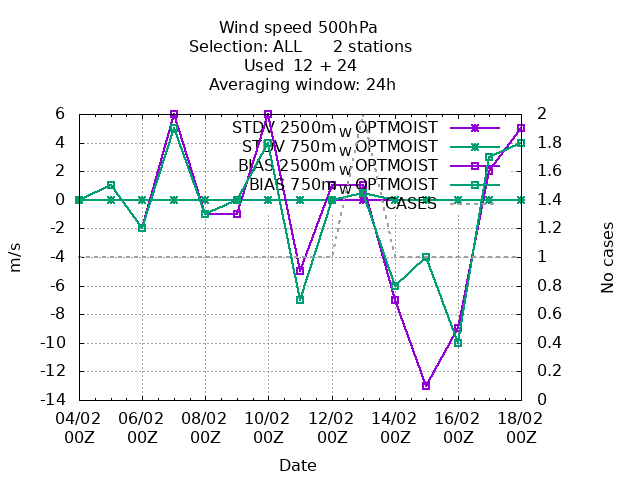 Wind speed 500hPa
Selection: ALL 2 stations
Used 12 + 24
Averaging window: 24h
STDV 2500m_W OPTMOIST
STDV 750m_W OPTMOIST
BIAS 2500m_W OPTMOIST
BIAS 750m_W OPTMOIST
CASES
6
4
2
0
-2
-4
-6
-8
-10
-12
-14
m/s
2
1.8
1.6
1.4
1.2
1
0.8
0.6
0.4
0.2
0
No cases
04/02 06/02 08/02 10/02 12/02 14/02 16/02 18/02
00Z 00Z 00Z 00Z 00Z 00Z 00Z 00Z
Date